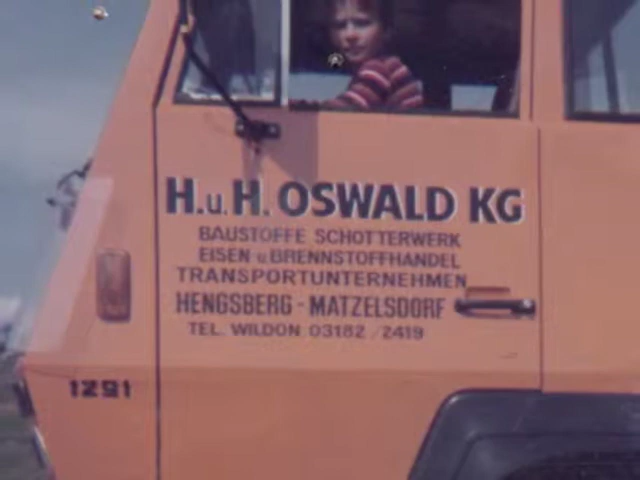 H.u.H. OSWALD KG
BAUSTOFFE SCHOTTERWERK
EISEN u BRENNSTOFFHANDEL
TRANSPORTUNTERNEHMEN
HENGSBERG - MATZELSDORF
TEL. WILDON 03182 / 2419
1291